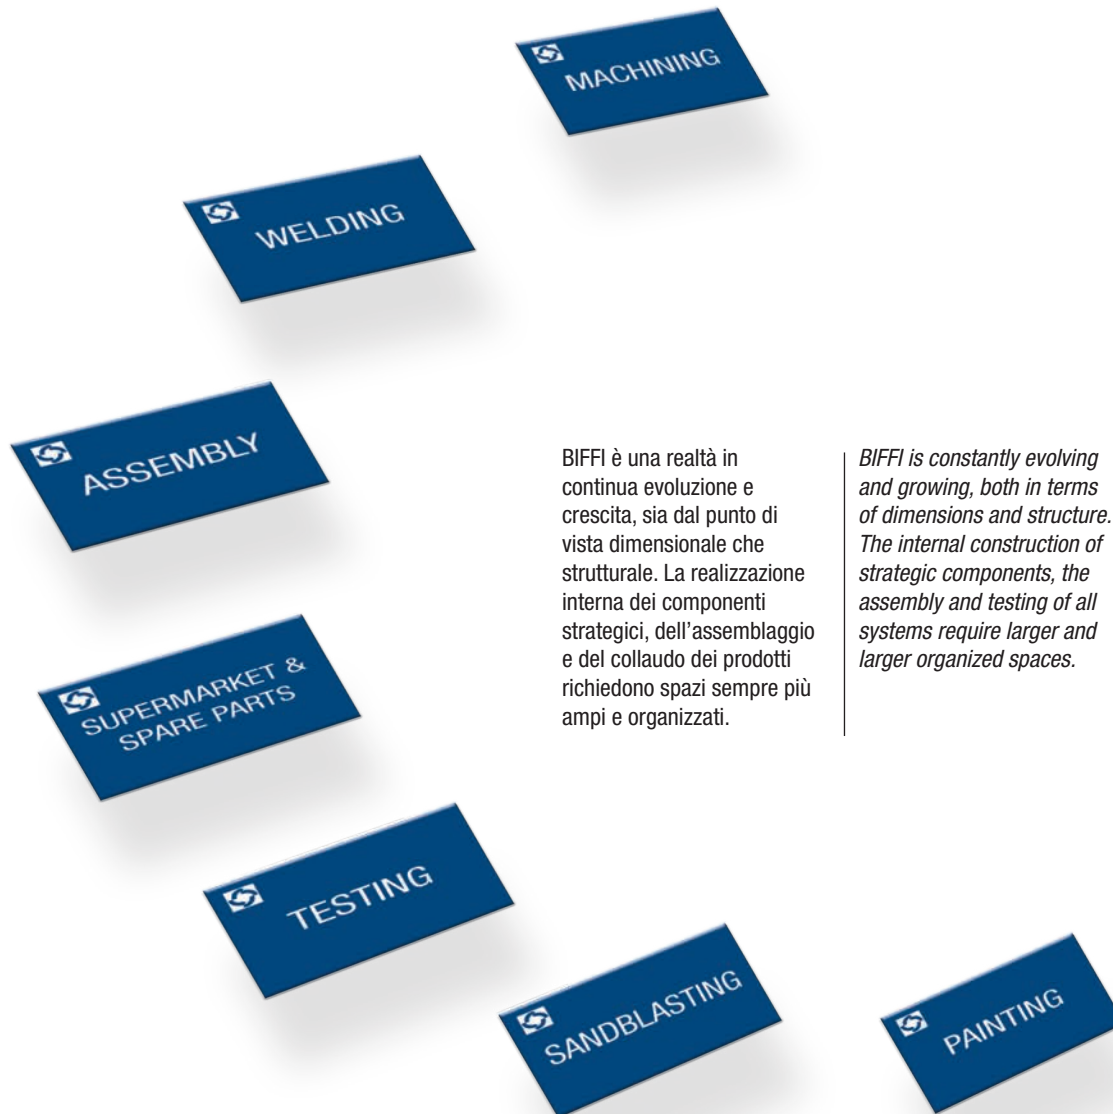 MACHINING
WELDING
ASSEMBLY
SUPERMARKET &
SPARE PARTS
TESTING
SANDBLASTING
PAINTING
BIFFI è una realtà in
continua evoluzione e
crescita, sia dal punto di
vista dimensionale che
strutturale. La realizzazione
interna dei componenti
strategici, dell'assemblaggio
e del collaudo dei prodotti
richiedono spazi sempre più
ampi e organizzati.
BIFFI is constantly evolving
and growing, both in terms
of dimensions and structure.
The internal construction of
strategic components, the
assembly and testing of all
systems require larger and
larger organized spaces.